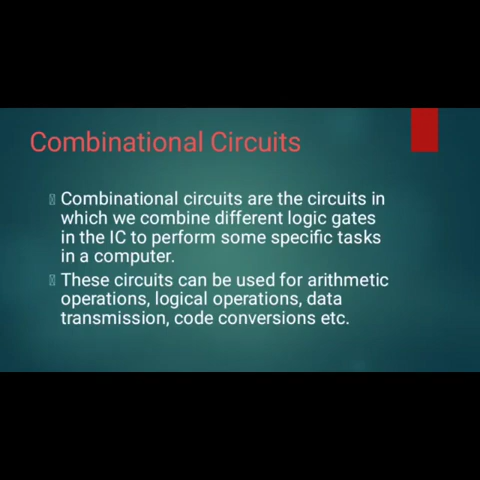 Combinational Circuits
Combinational circuits are the circuits in
which we combine different logic gates
in the IC to perform some specific tasks
in a computer.
These circuits can be used for arithmetic
operations, logical operations, data
transmission, code conversions etc.